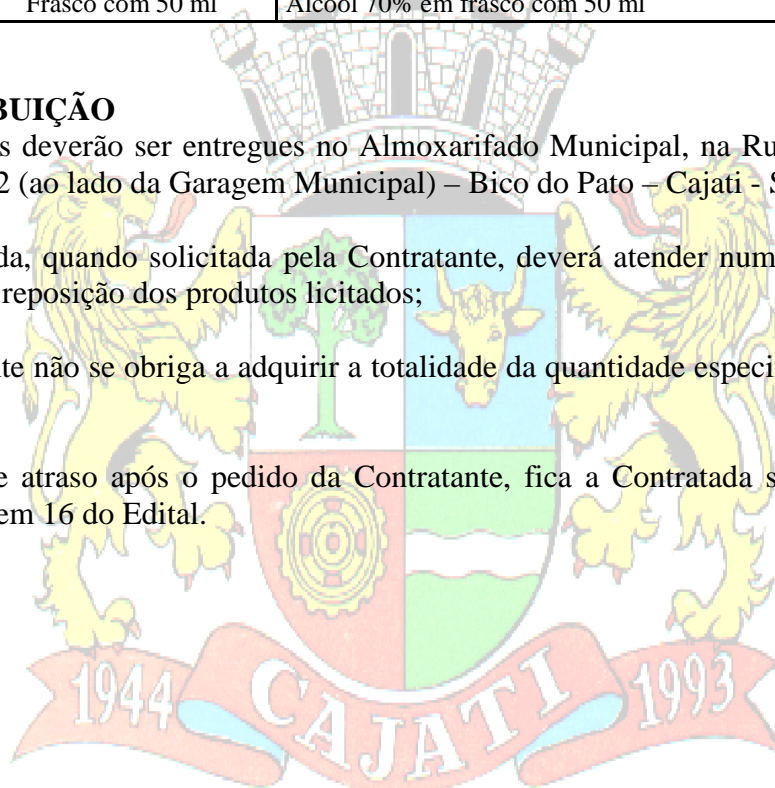 Frasco com 50 ml Álcool 70% em frasco com 50 ml
BUIÇÃO
s deverão ser entregues no Almoxarifado Municipal, na Ru
2 (ao lado da Garagem Municipal) – Bico do Pato – Cajati - S
da, quando solicitada pela Contratante, deverá atender num
reposição dos produtos licitados;
te não se obriga a adquirir a totalidade da quantidade especi
e atraso após o pedido da Contratante, fica a Contratada s
em 16 do Edital.
1944 CAJATI 1993